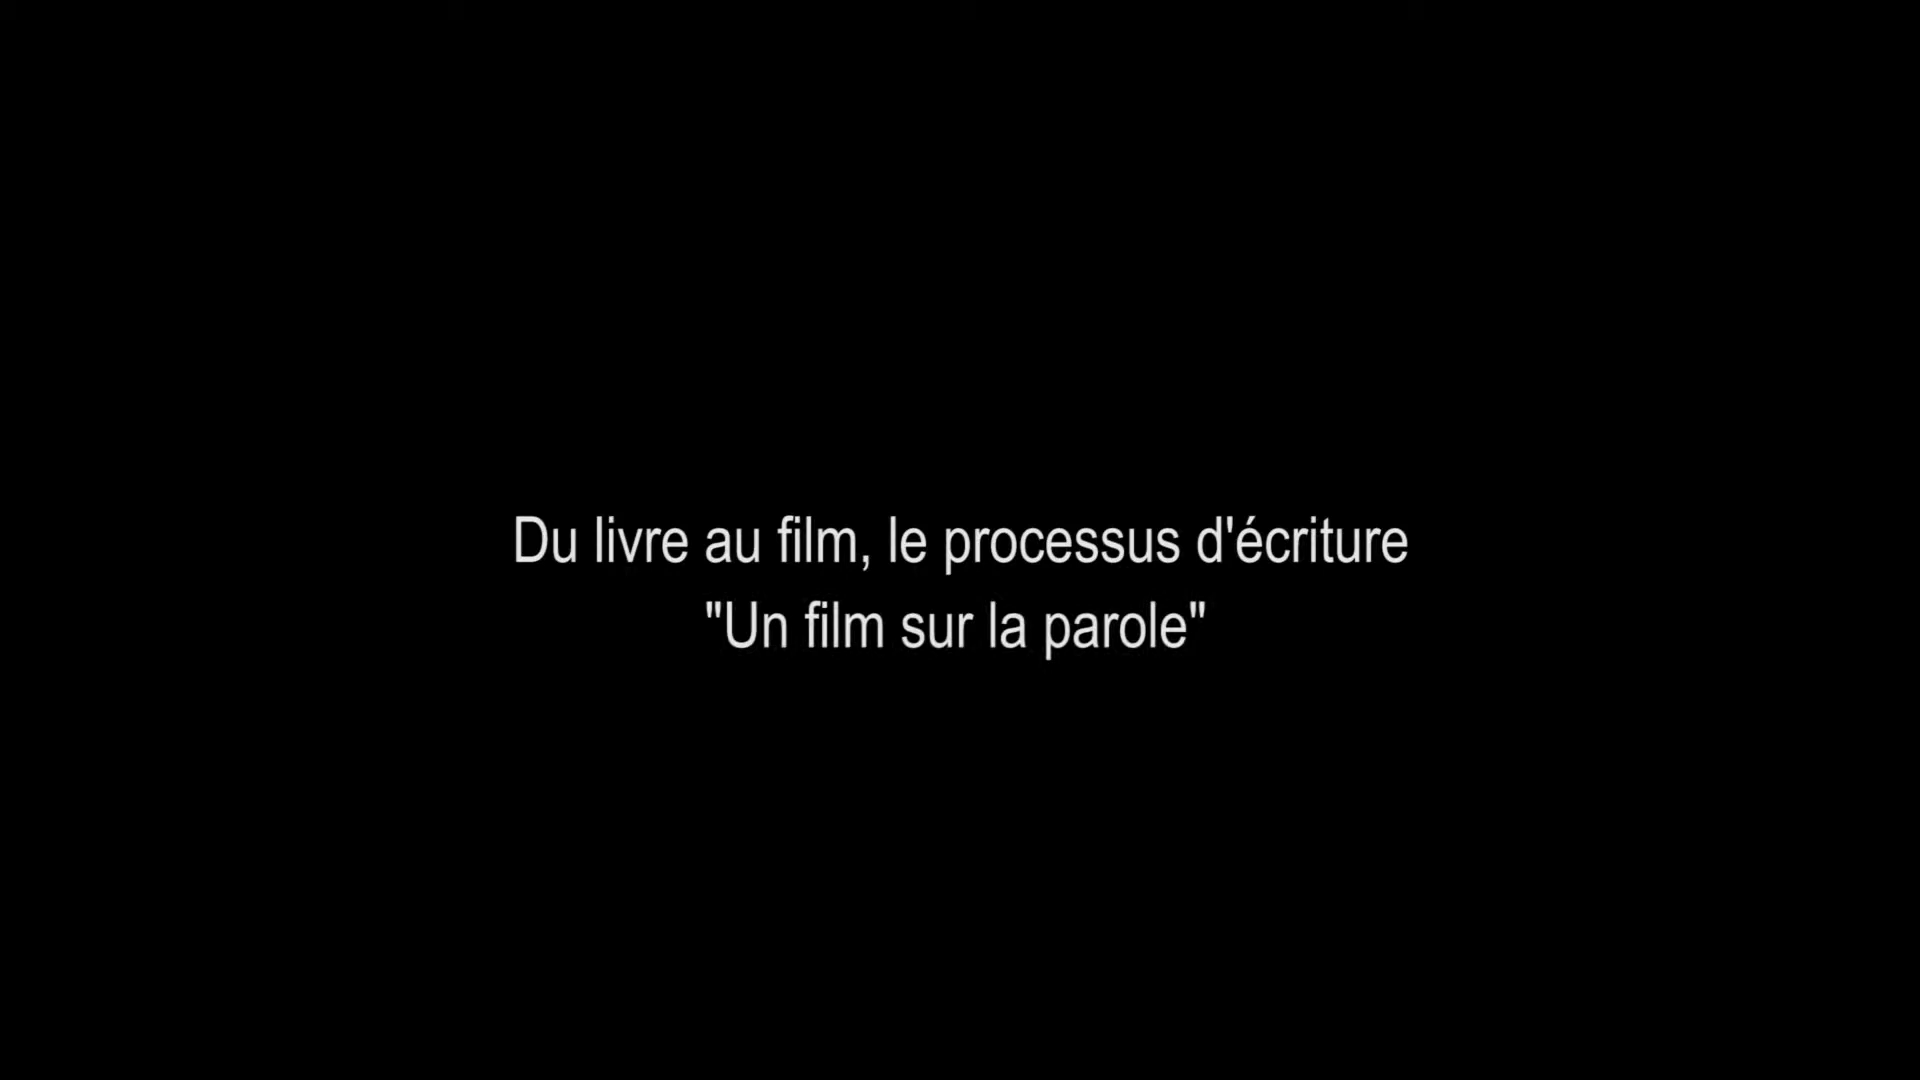 Du livre au film, le processus d'écriture
"Un film sur la parole"